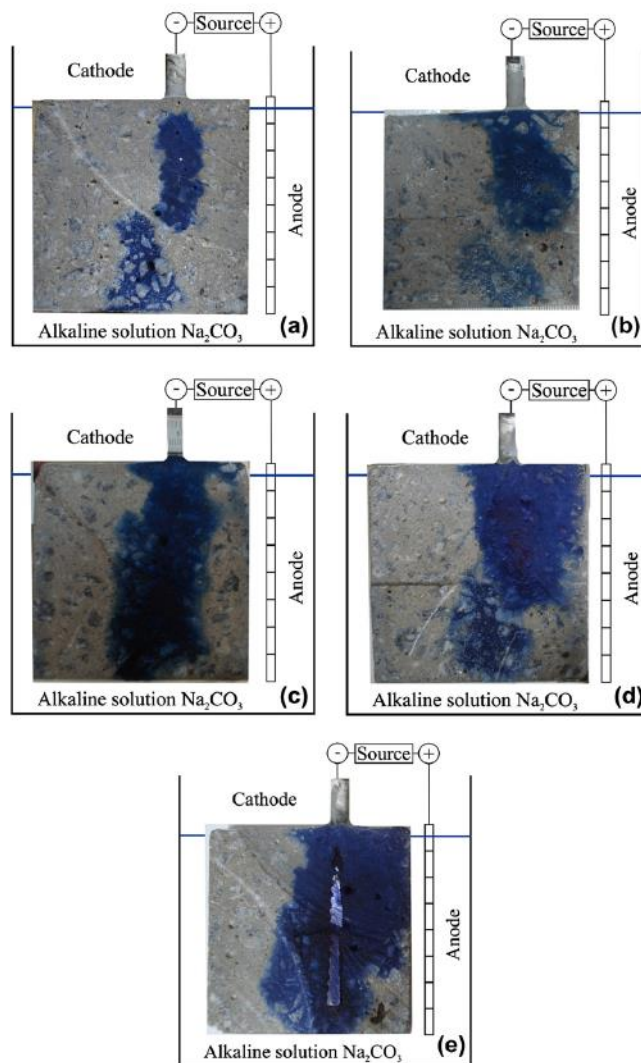 - Source +
Cathode
Anode
Alkaline solution Na₂CO₃ (a)
- Source +
Cathode
Anode
Alkaline solution Na₂CO₃ (b)
- Source +
Cathode
Anode
Alkaline solution Na₂CO₃ (c)
- Source +
Cathode
Anode
Alkaline solution Na₂CO₃ (d)
- Source +
Cathode
Anode
Alkaline solution Na₂CO₃ (e)